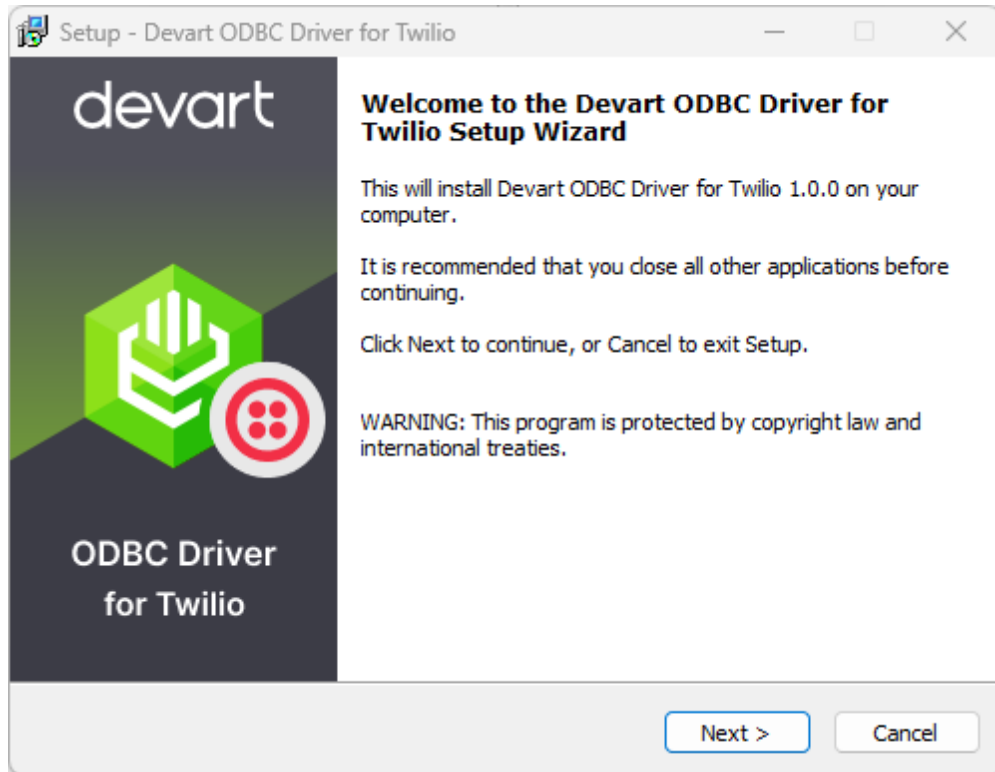 Setup - Devart ODBC Driver for Twilio
devart
Welcome to the Devart ODBC Driver for
Twilio Setup Wizard
This will install Devart ODBC Driver for Twilio 1.0.0 on your
computer.
It is recommended that you close all other applications before
continuing.
Click Next to continue, or Cancel to exit Setup.
WARNING: This program is protected by copyright law and
international treaties.
ODBC Driver
for Twilio
Next >
Cancel